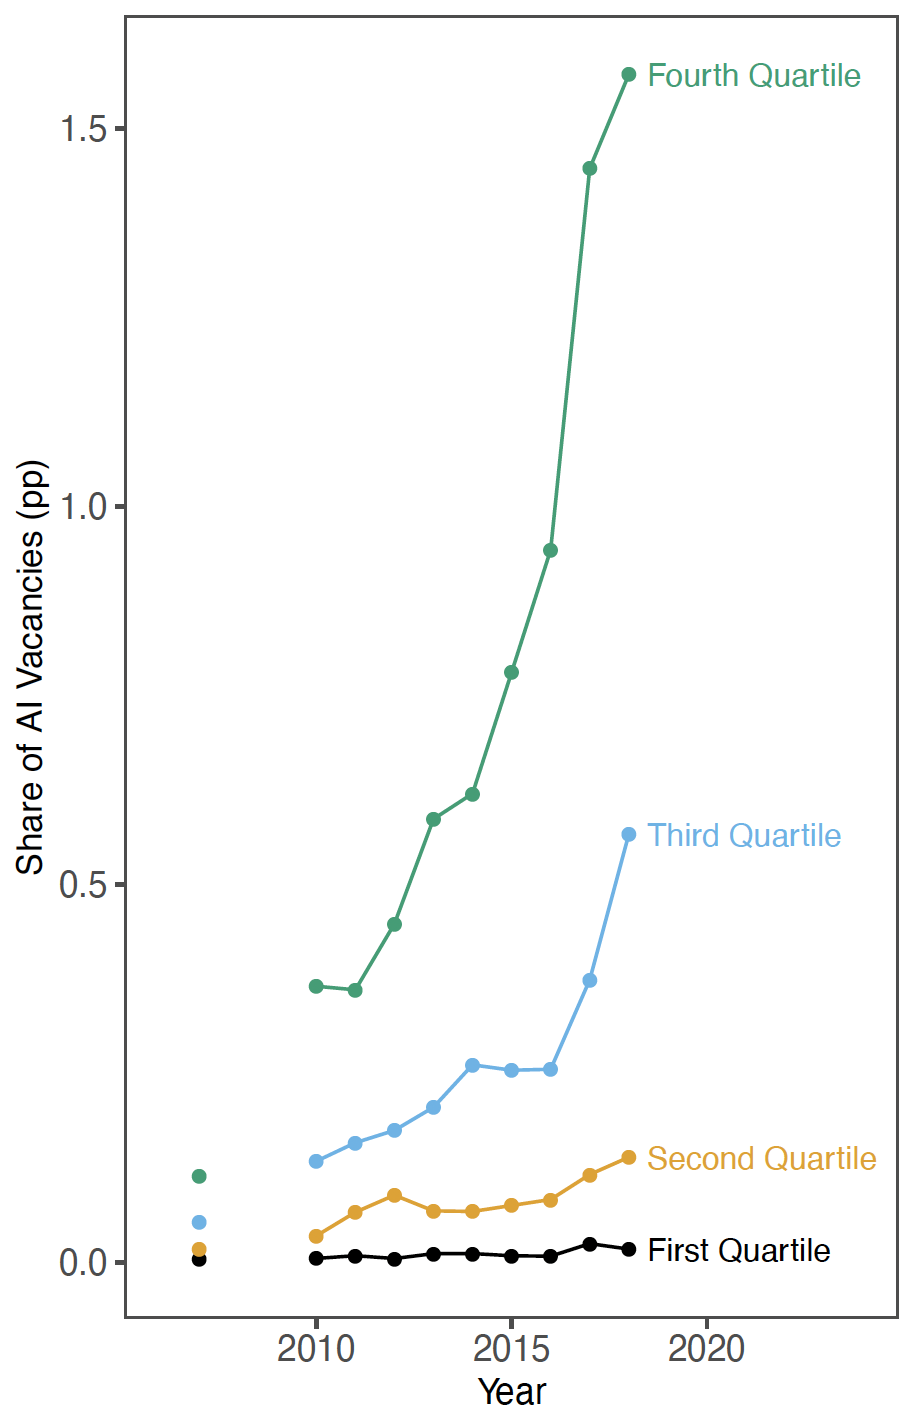 Fourth Quartile
1.5
1.0
Share of AI Vacancies (pp)
Third Quartile
0.5
Second Quartile
First Quartile
0.0
2010 2015 2020
Year